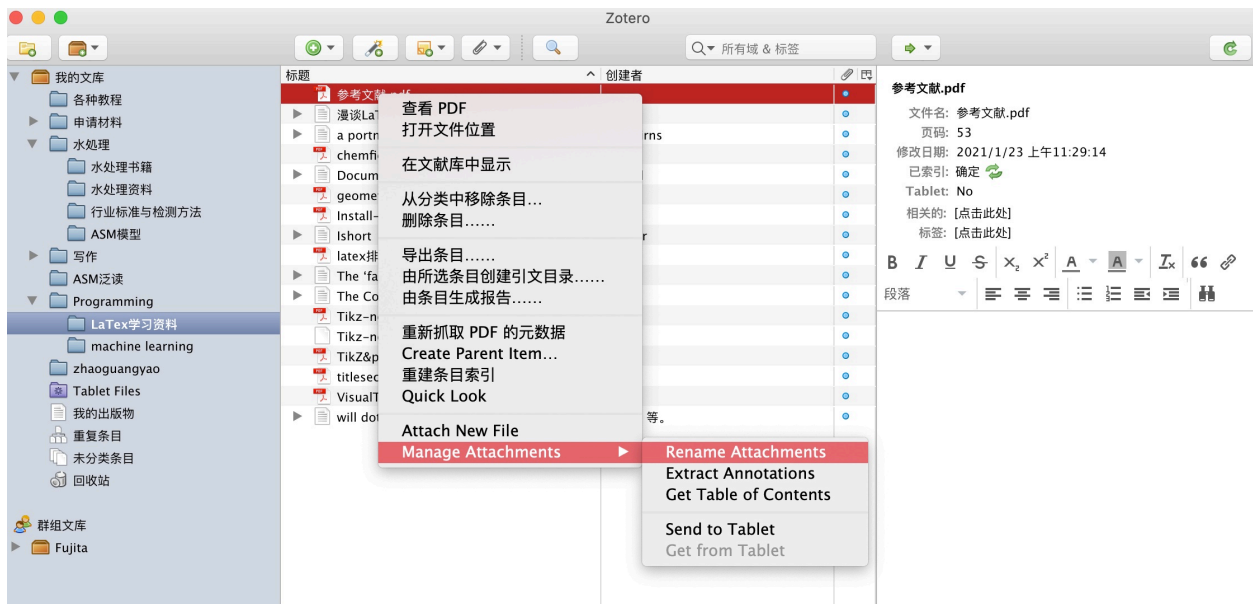 Zotero
所有域 & 标签
我的文库
各种教程
申请材料
水处理
水处理书籍
水处理资料
行业标准与检测方法
ASM模型
写作
ASM泛读
Programming
LaTex学习资料
machine learning
zhaoguangyao
Tablet Files
我的出版物
重复条目
未分类条目
回收站
群组文库
Fujita
标题
创建者
参考文献.pdf
漫谈LaT
a portm
rns
chemfi
Docum
geome
Install-
lshort
r
latex排
The 'fa
The Co
Tikz-n
Tikz-n
TikZ&p
titlesec
VisualT
will dot
等。
查看 PDF
打开文件位置
在文献库中显示
从分类中移除条目...
删除条目……
导出条目……
由所选条目创建引文目录……
由条目生成报告……
重新抓取 PDF 的元数据
Create Parent Item...
重建条目索引
Quick Look
Attach New File
Manage Attachments
Rename Attachments
Extract Annotations
Get Table of Contents
Send to Tablet
Get from Tablet
参考文献.pdf
文件名: 参考文献.pdf
页码: 53
修改日期: 2021/1/23 上午11:29:14
已索引: 确定
Tablet: No
相关的: [点击此处]
标签: [点击此处]
B I U S X₂ X² A A Tx
段落